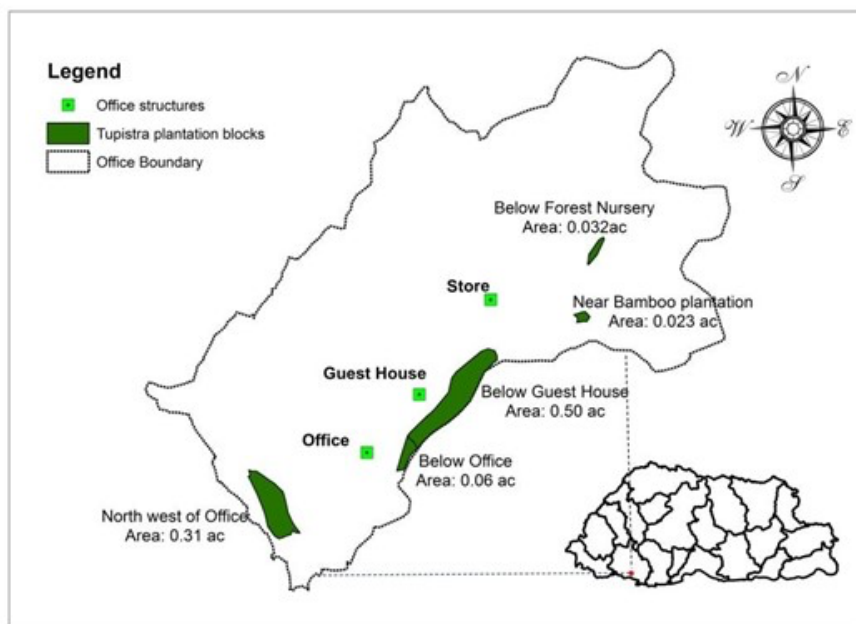 Legend
Office structures
Tupistra plantation blocks
Office Boundary
N
W
E
S
Below Forest Nursery
Area: 0.032ac
Store
Near Bamboo plantation
Area: 0.023 ac
Guest House
Below Guest House
Area: 0.50 ac
Office
Below Office
Area: 0.06 ac
North west of Office
Area: 0.31 ac